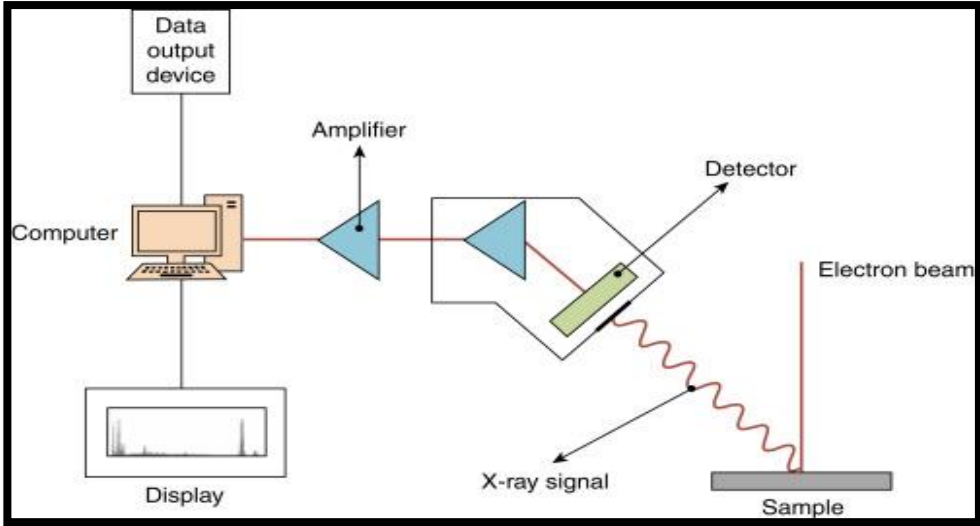 Data
output
device
Amplifier
Detector
Computer
Electron beam
X-ray signal
Display
Sample